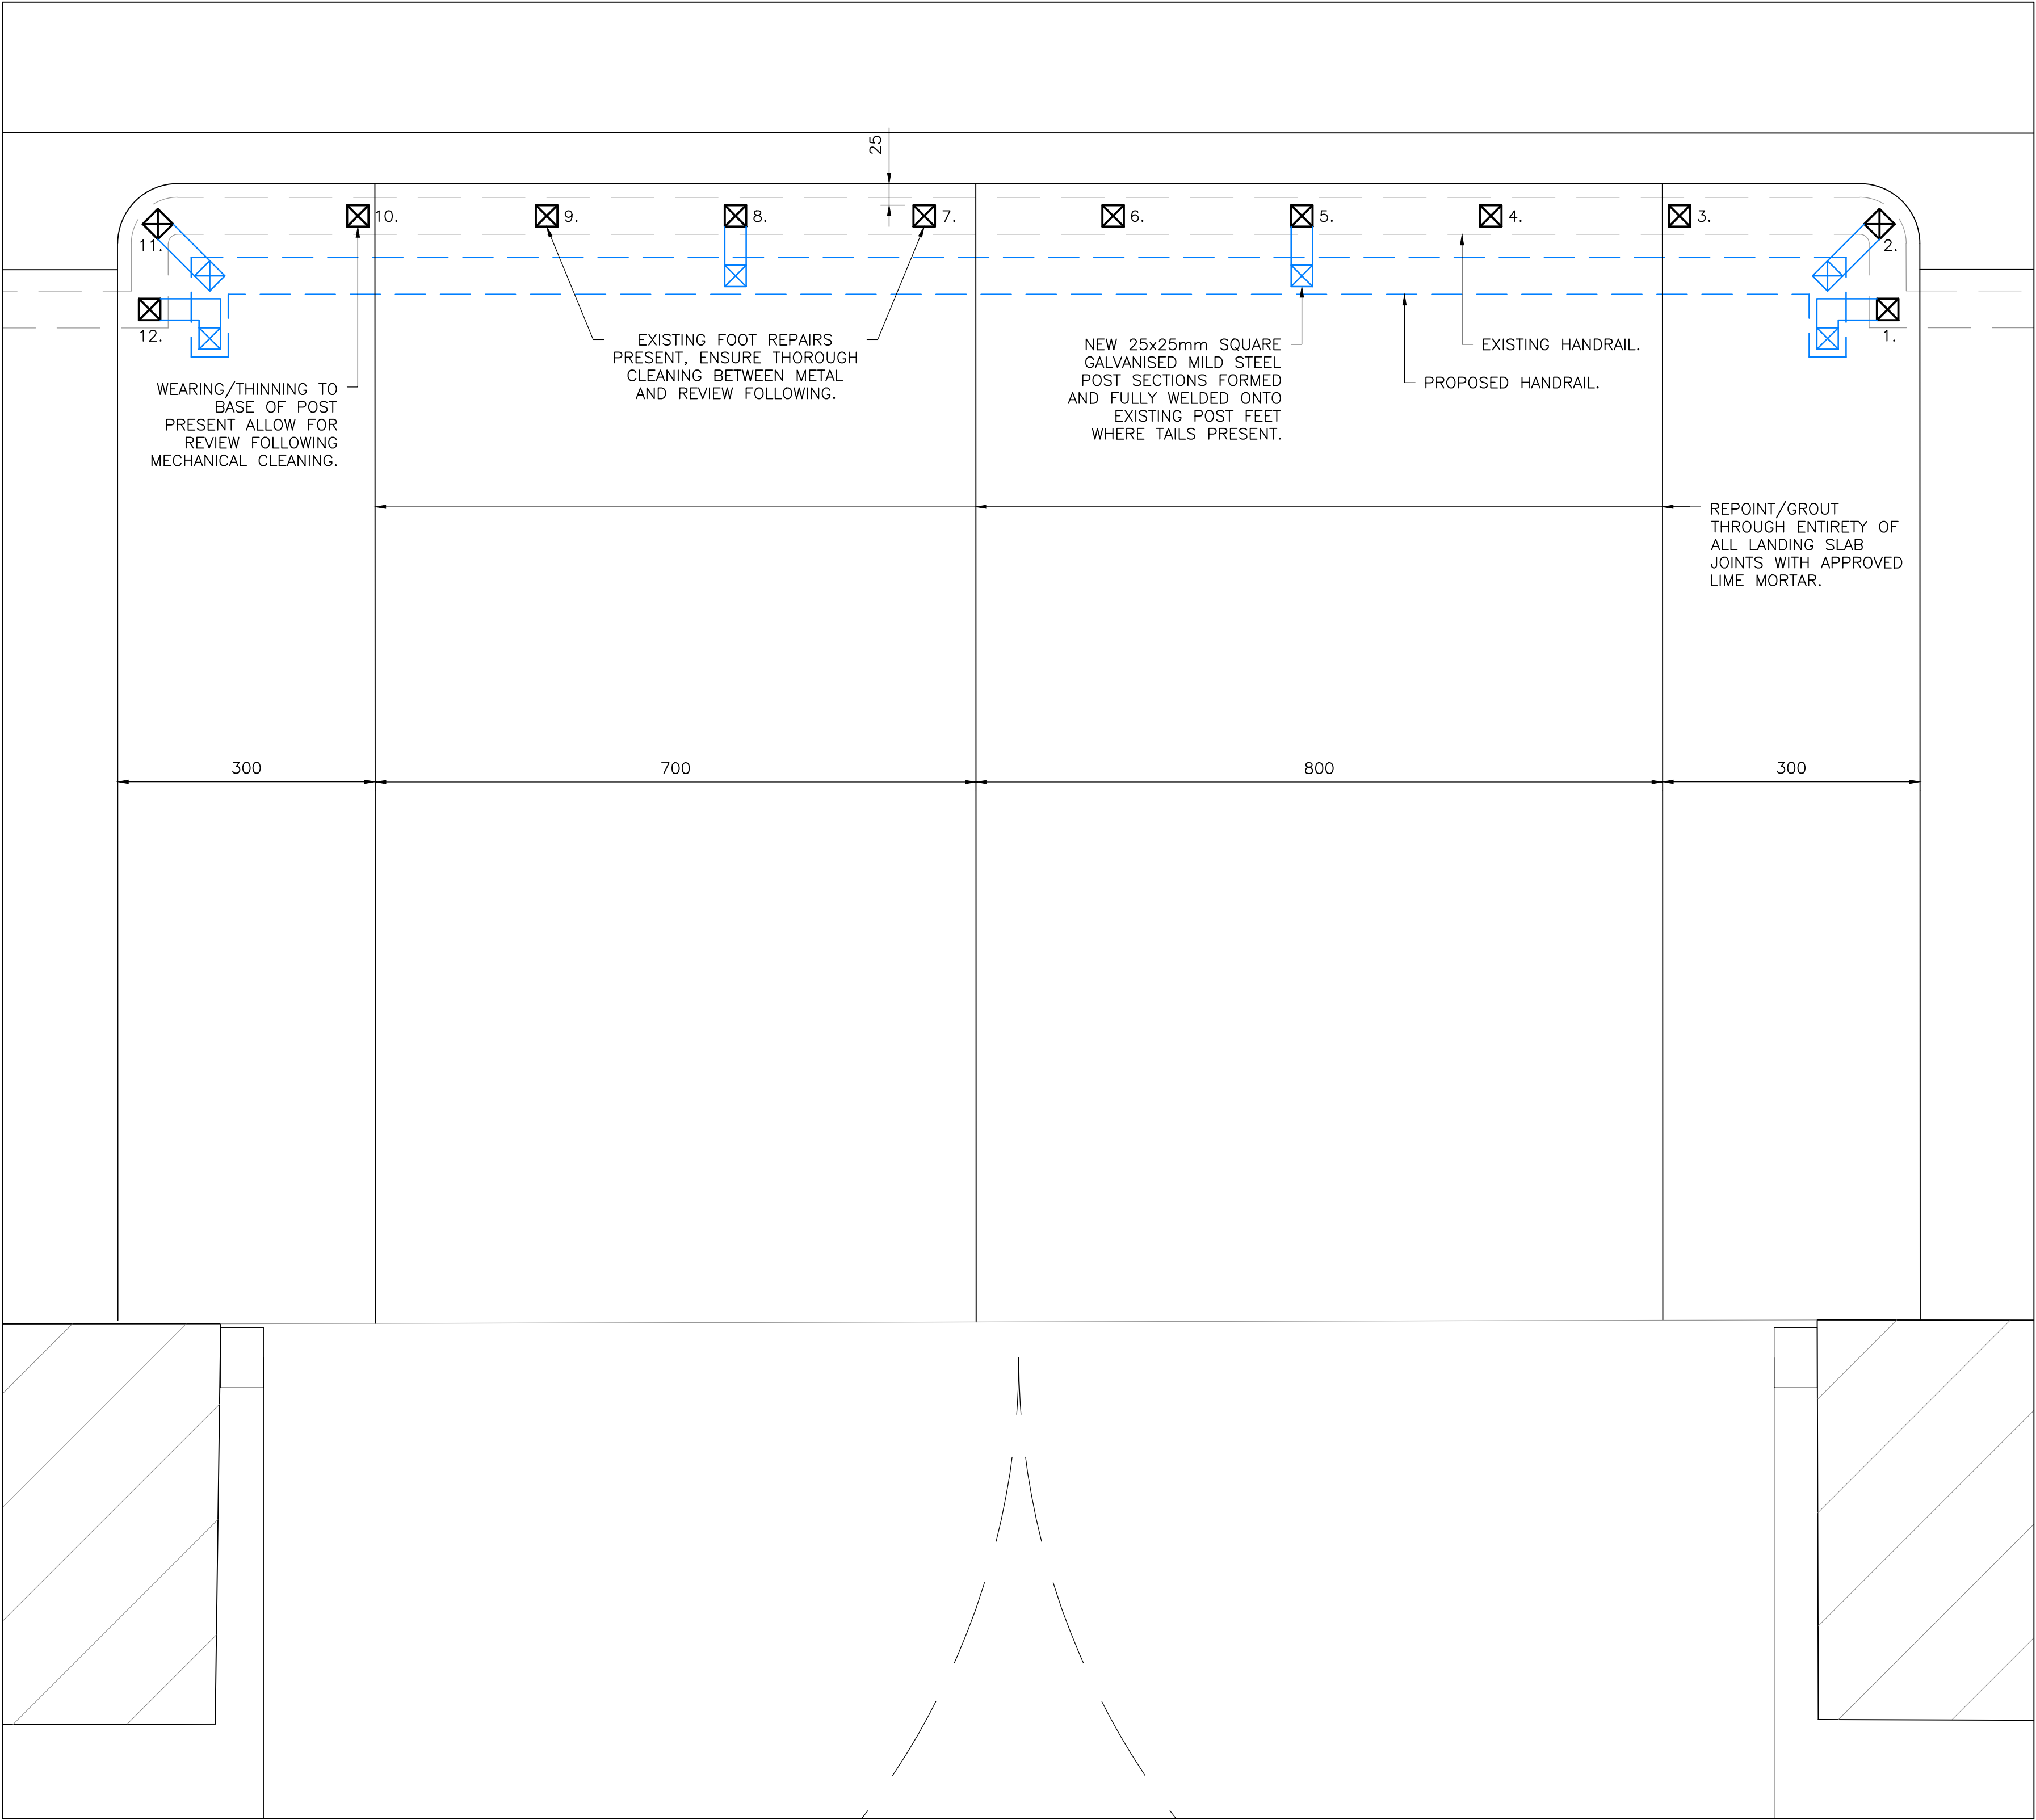 25
11.
10.
9.
8.
7.
6.
5.
4.
3.
2.
12.
1.
EXISTING FOOT REPAIRS
PRESENT, ENSURE THOROUGH
CLEANING BETWEEN METAL
AND REVIEW FOLLOWING.
NEW 25x25mm SQUARE
GALVANISED MILD STEEL
POST SECTIONS FORMED
AND FULLY WELDED ONTO
EXISTING POST FEET
WHERE TAILS PRESENT.
EXISTING HANDRAIL.
PROPOSED HANDRAIL.
WEARING/THINNING TO
BASE OF POST
PRESENT ALLOW FOR
REVIEW FOLLOWING
MECHANICAL CLEANING.
REPOINT/GROUT
THROUGH ENTIRETY OF
ALL LANDING SLAB
JOINTS WITH APPROVED
LIME MORTAR.
300
700
800
300